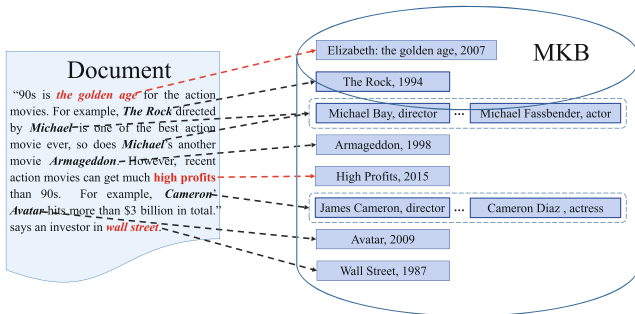 Document
"90s is the golden age for the action
movies. For example, The Rock directed
by Michael is one of the best action
movie ever, so does Michael's another
movie Armageddon. However, recent
action movies can get much high profits
than 90s. For example, Cameron'
Avatar hits more than $3 billion in total."
says an investor in wall street.
MKB
Elizabeth: the golden age, 2007
The Rock, 1994
Michael Bay, director ... Michael Fassbender, actor
Armageddon, 1998
High Profits, 2015
James Cameron, director ... Cameron Diaz , actress
Avatar, 2009
Wall Street, 1987